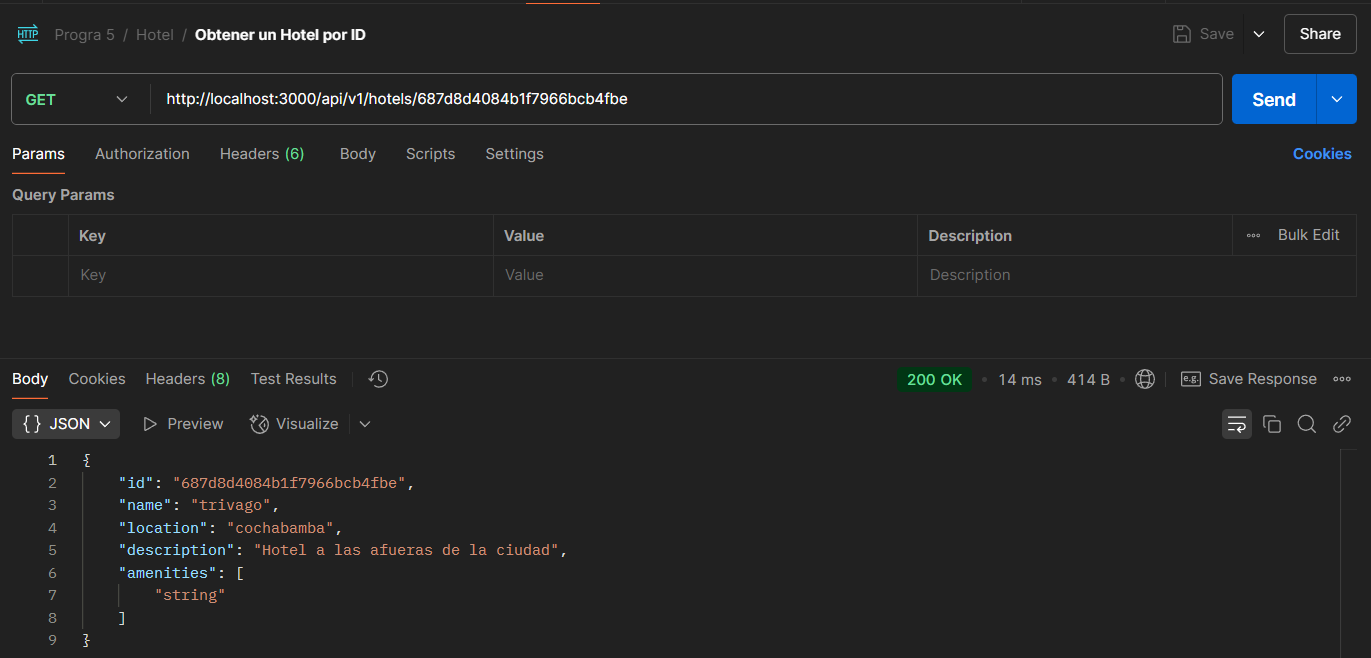 HTTP Progra 5 / Hotel / Obtener un Hotel por ID Save Share
GET http://localhost:3000/api/v1/hotels/687d8d4084b1f7966bcb4fbe Send
Params Authorization Headers (6) Body Scripts Settings Cookies
Query Params
Key Value Description Bulk Edit
Key Value Description
Body Cookies Headers (8) Test Results 200 OK 14 ms 414 B e.g. Save Response
{} JSON Preview Visualize
1 {
2 "id": "687d8d4084b1f7966bcb4fbe",
3 "name": "trivago",
4 "location": "cochabamba",
5 "description": "Hotel a las afueras de la ciudad",
6 "amenities": [
7 "string"
8 ]
9 }